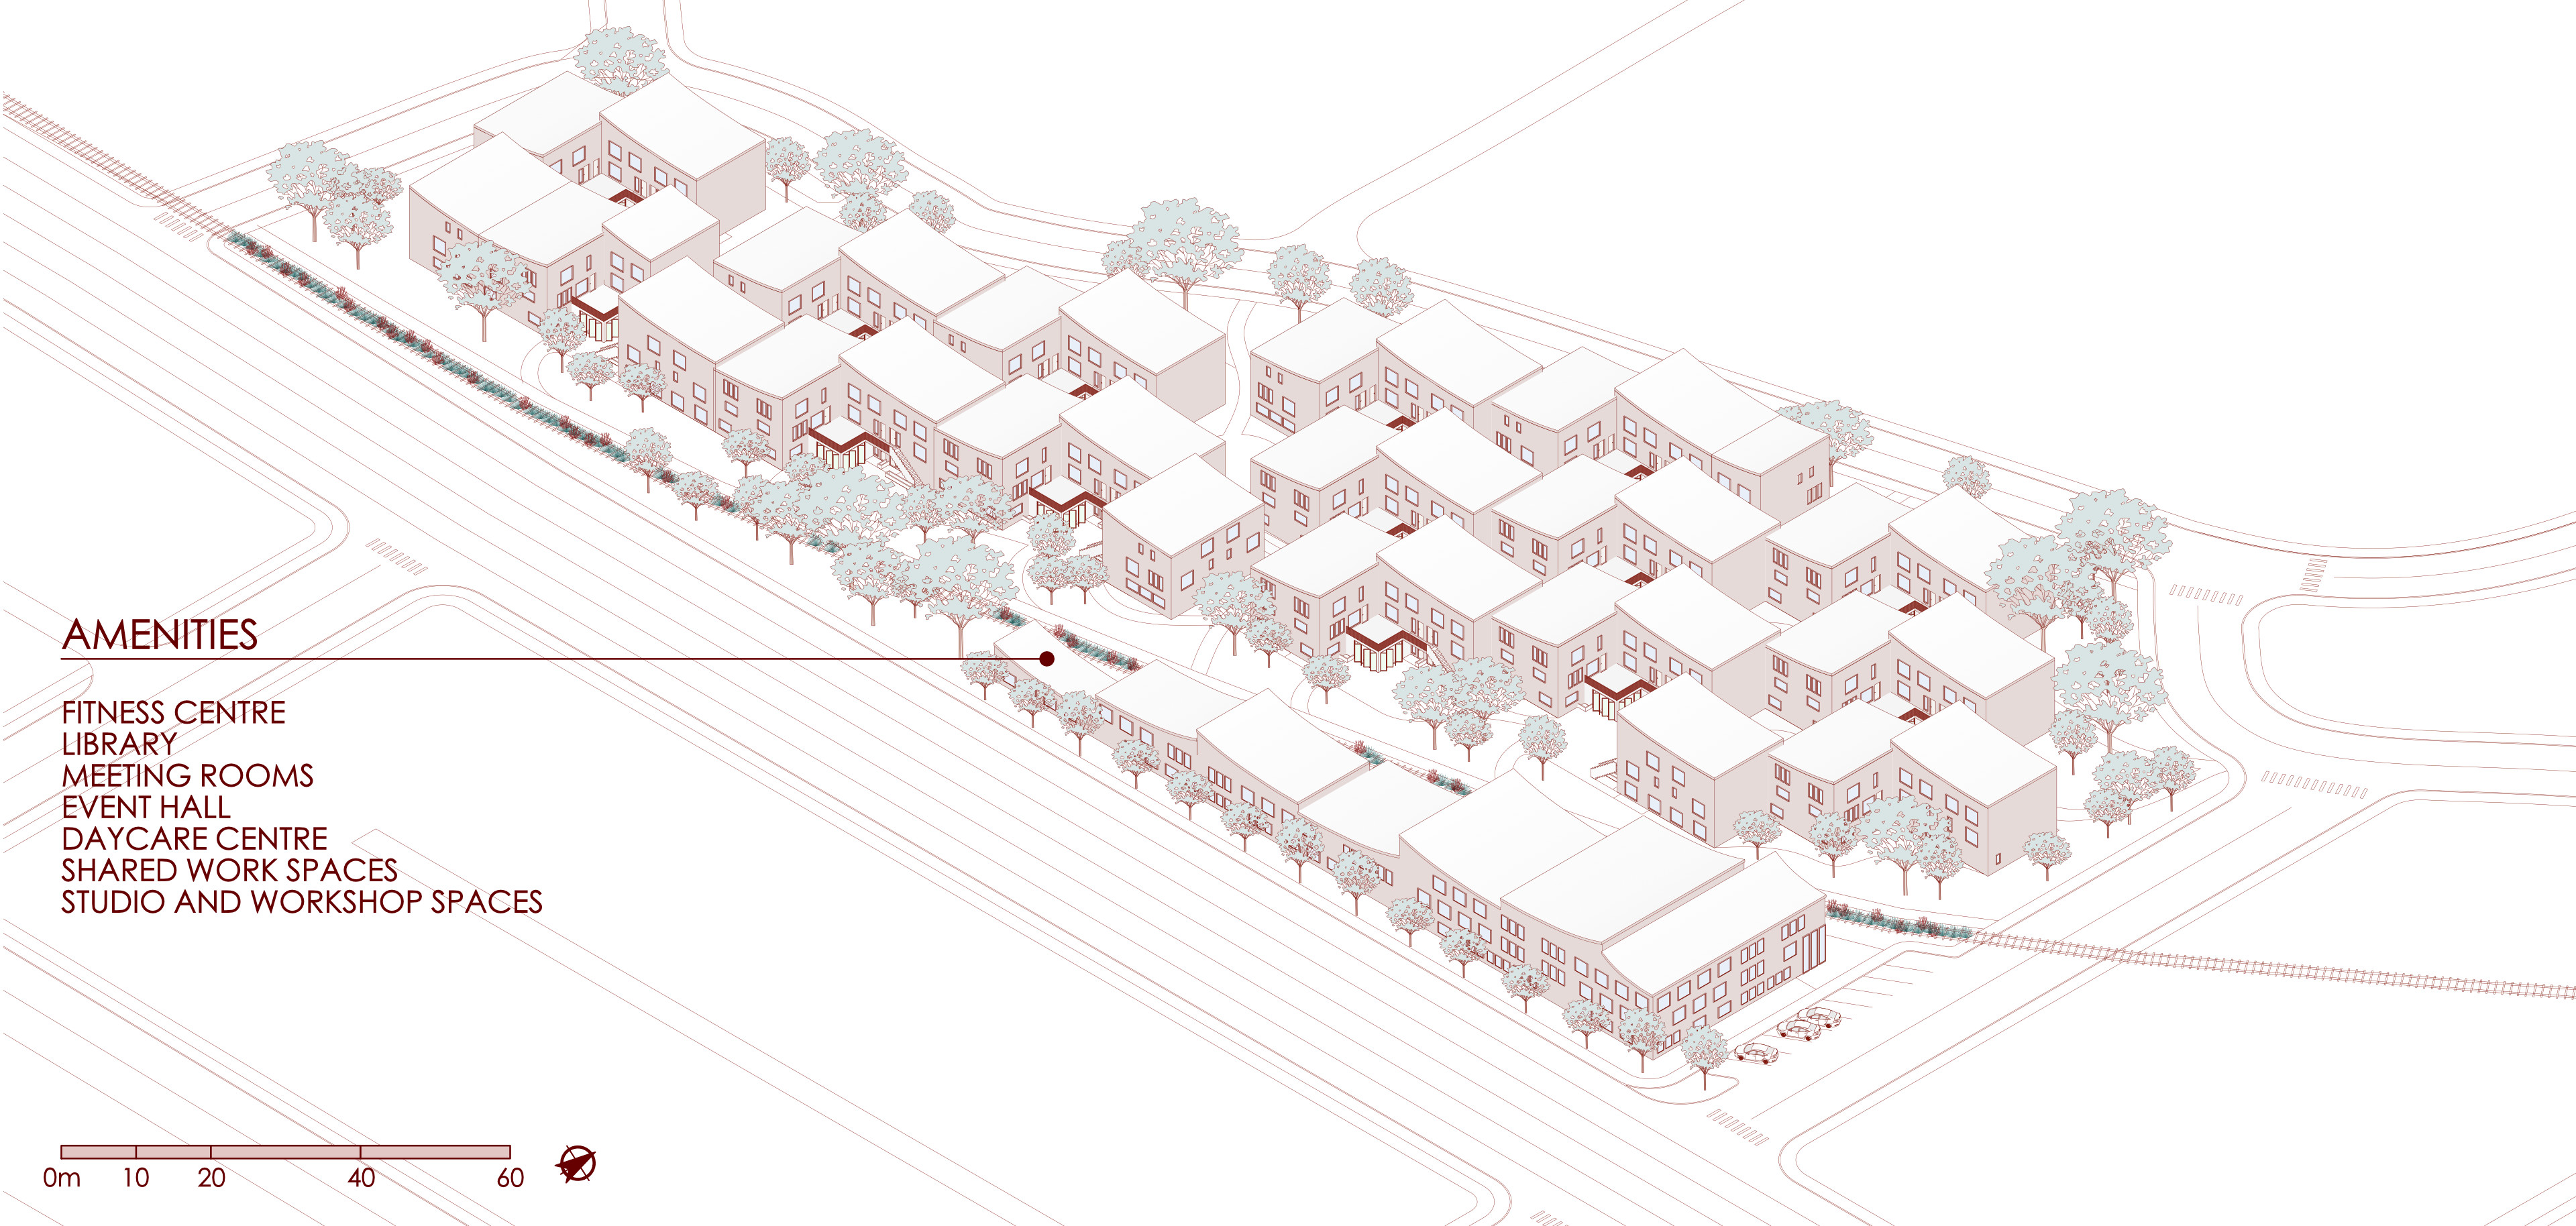 AMENITIES
FITNESS CENTRE
LIBRARY
MEETING ROOMS
EVENT HALL
DAYCARE CENTRE
SHARED WORK SPACES
STUDIO AND WORKSHOP SPACES
0m 10 20 40 60